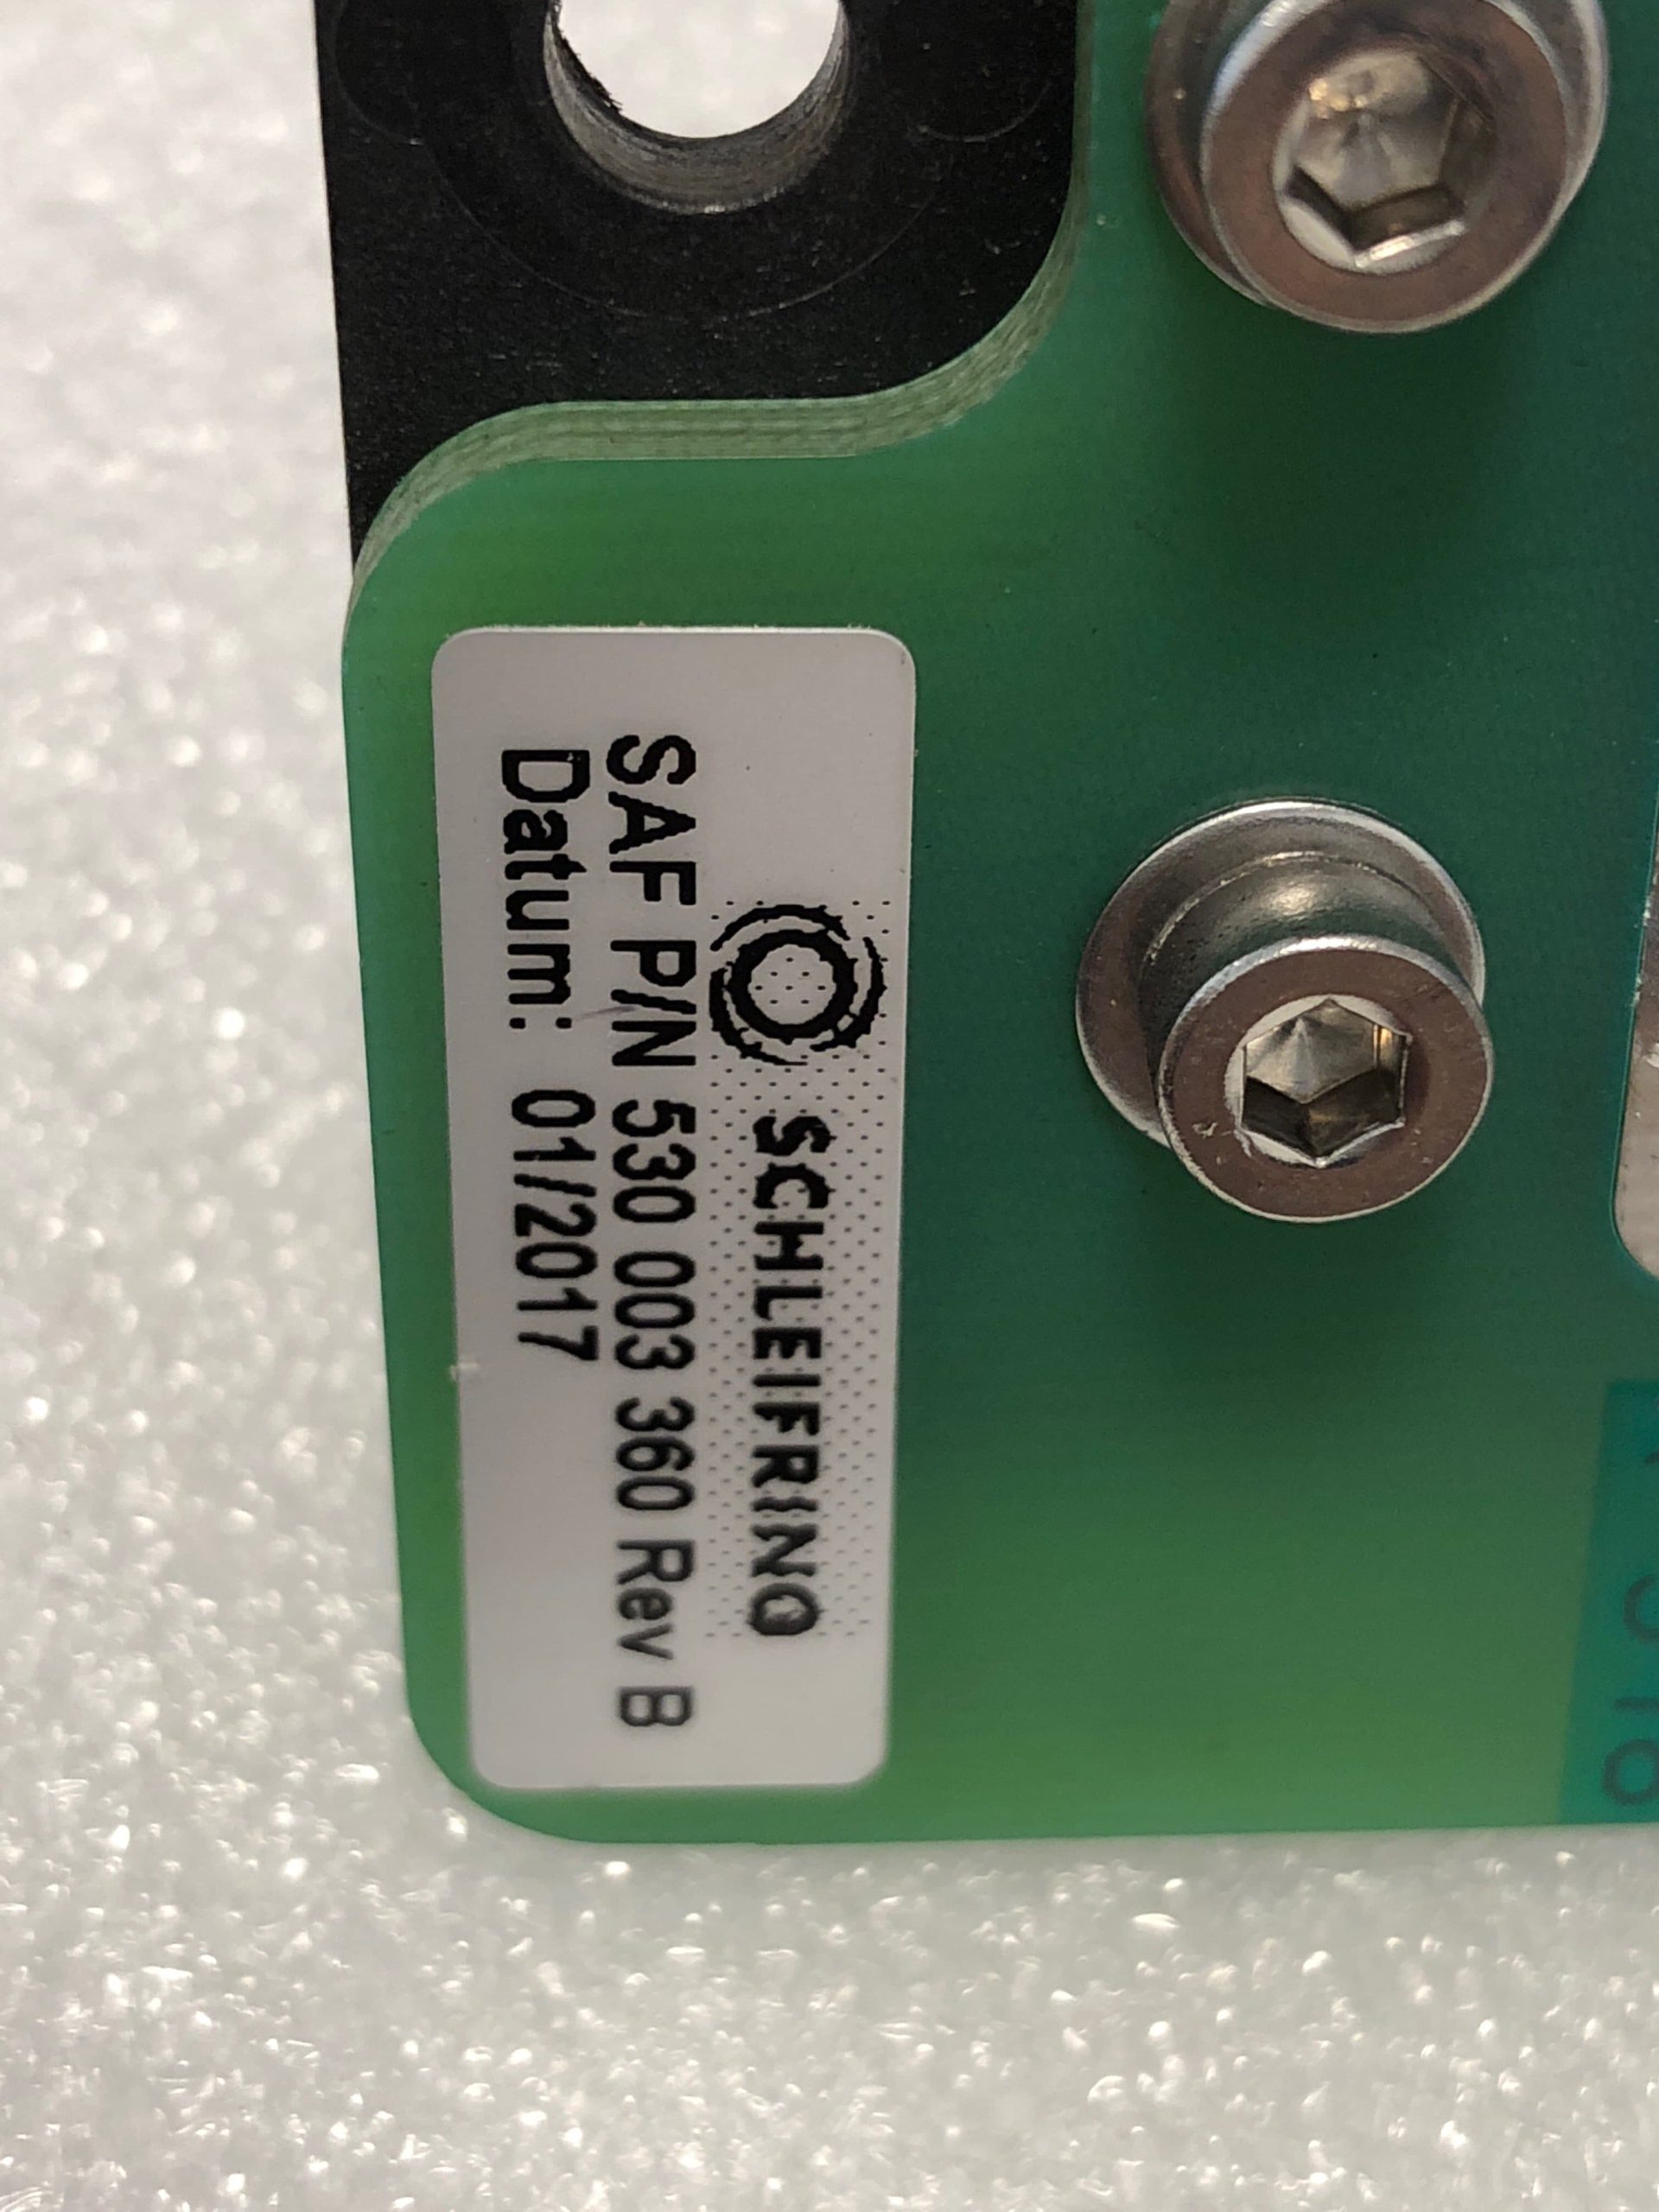 SCHLEIFRING
SAF P/N 530 003 360 Rev B
Datum: 01/2017